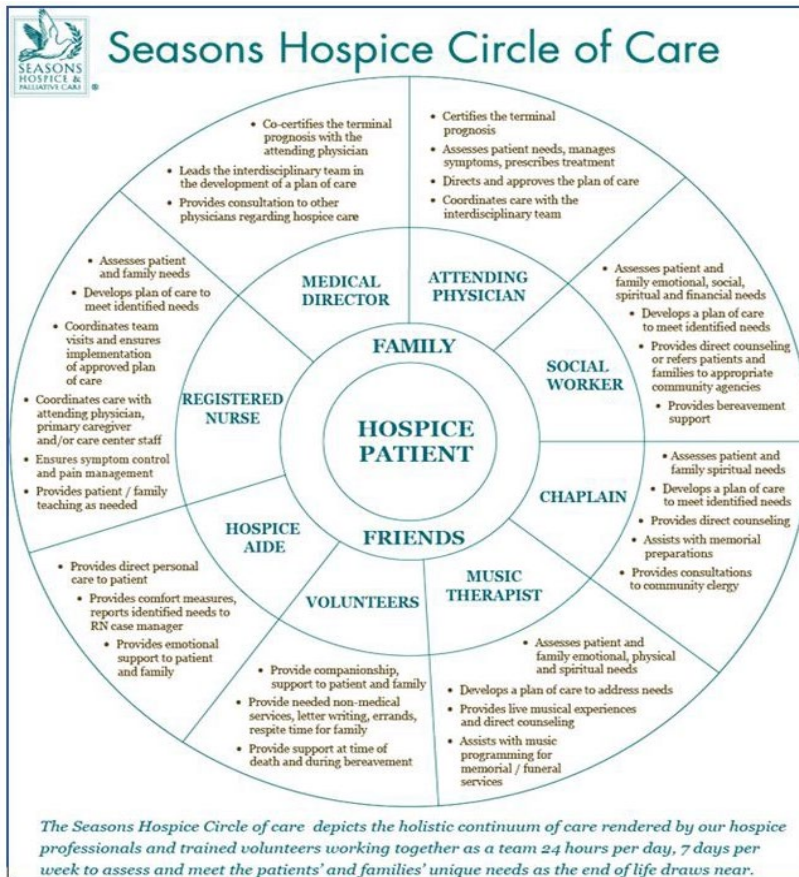 SEASONS
HOSPICE &
PALLIATIVE CARE
®
Seasons Hospice Circle of Care
• Co-certifies the terminal
prognosis with the
attending physician
• Leads the interdisciplinary team in
the development of a plan of care
• Provides consultation to other
physicians regarding hospice care
• Certifies the terminal
prognosis
• Assesses patient needs, manages
symptoms, prescribes treatment
• Directs and approves the plan of care
• Coordinates care with the
interdisciplinary team
MEDICAL
DIRECTOR
ATTENDING
PHYSICIAN
• Assesses patient
and family needs
• Develops plan of care to
meet identified needs
• Coordinates team
visits and ensures
implementation
of approved plan
of care
• Coordinates care with
attending physician,
primary caregiver
and/or care center staff
• Ensures symptom control
and pain management
• Provides patient / family
teaching as needed
REGISTERED
NURSE
FAMILY
HOSPICE
PATIENT
FRIENDS
SOCIAL
WORKER
• Assesses patient and
family emotional, social,
spiritual and financial needs
• Develops a plan of care
to meet identified needs
• Provides direct counseling
or refers patients and
families to appropriate
community agencies
• Provides bereavement
support
CHAPLAIN
• Assesses patient and
family spiritual needs
• Develops a plan of care
to meet identified needs
• Provides direct counseling
• Assists with memorial
preparations
• Provides consultations
to community clergy
HOSPICE
AIDE
• Provides direct personal
care to patient
• Provides comfort measures,
reports identified needs to
RN case manager
• Provides emotional
support to patient
and family
VOLUNTEERS
• Provide companionship,
support to patient and family
• Provide needed non-medical
services, letter writing, errands,
respite time for family
• Provide support at time of
death and during bereavement
MUSIC
THERAPIST
• Assesses patient and
family emotional, physical
and spiritual needs
• Develops a plan of care to address needs
• Provides live musical experiences
and direct counseling
• Assists with music
programming for
memorial / funeral
services
The Seasons Hospice Circle of care depicts the holistic continuum of care rendered by our hospice
professionals and trained volunteers working together as a team 24 hours per day, 7 days per
week to assess and meet the patients' and families' unique needs as the end of life draws near.